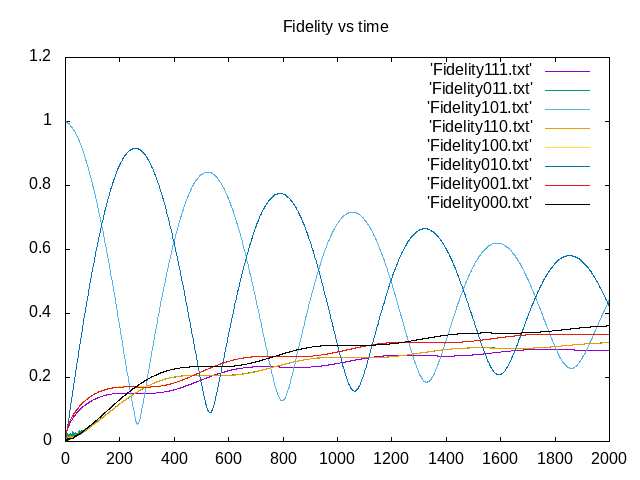 Fidelity vs time
1.2
1
0.8
0.6
0.4
0.2
0
0 200 400 600 800 1000 1200 1400 1600 1800 2000
'Fidelity111.txt'
'Fidelity011.txt'
'Fidelity101.txt'
'Fidelity110.txt'
'Fidelity100.txt'
'Fidelity010.txt'
'Fidelity001.txt'
'Fidelity000.txt'